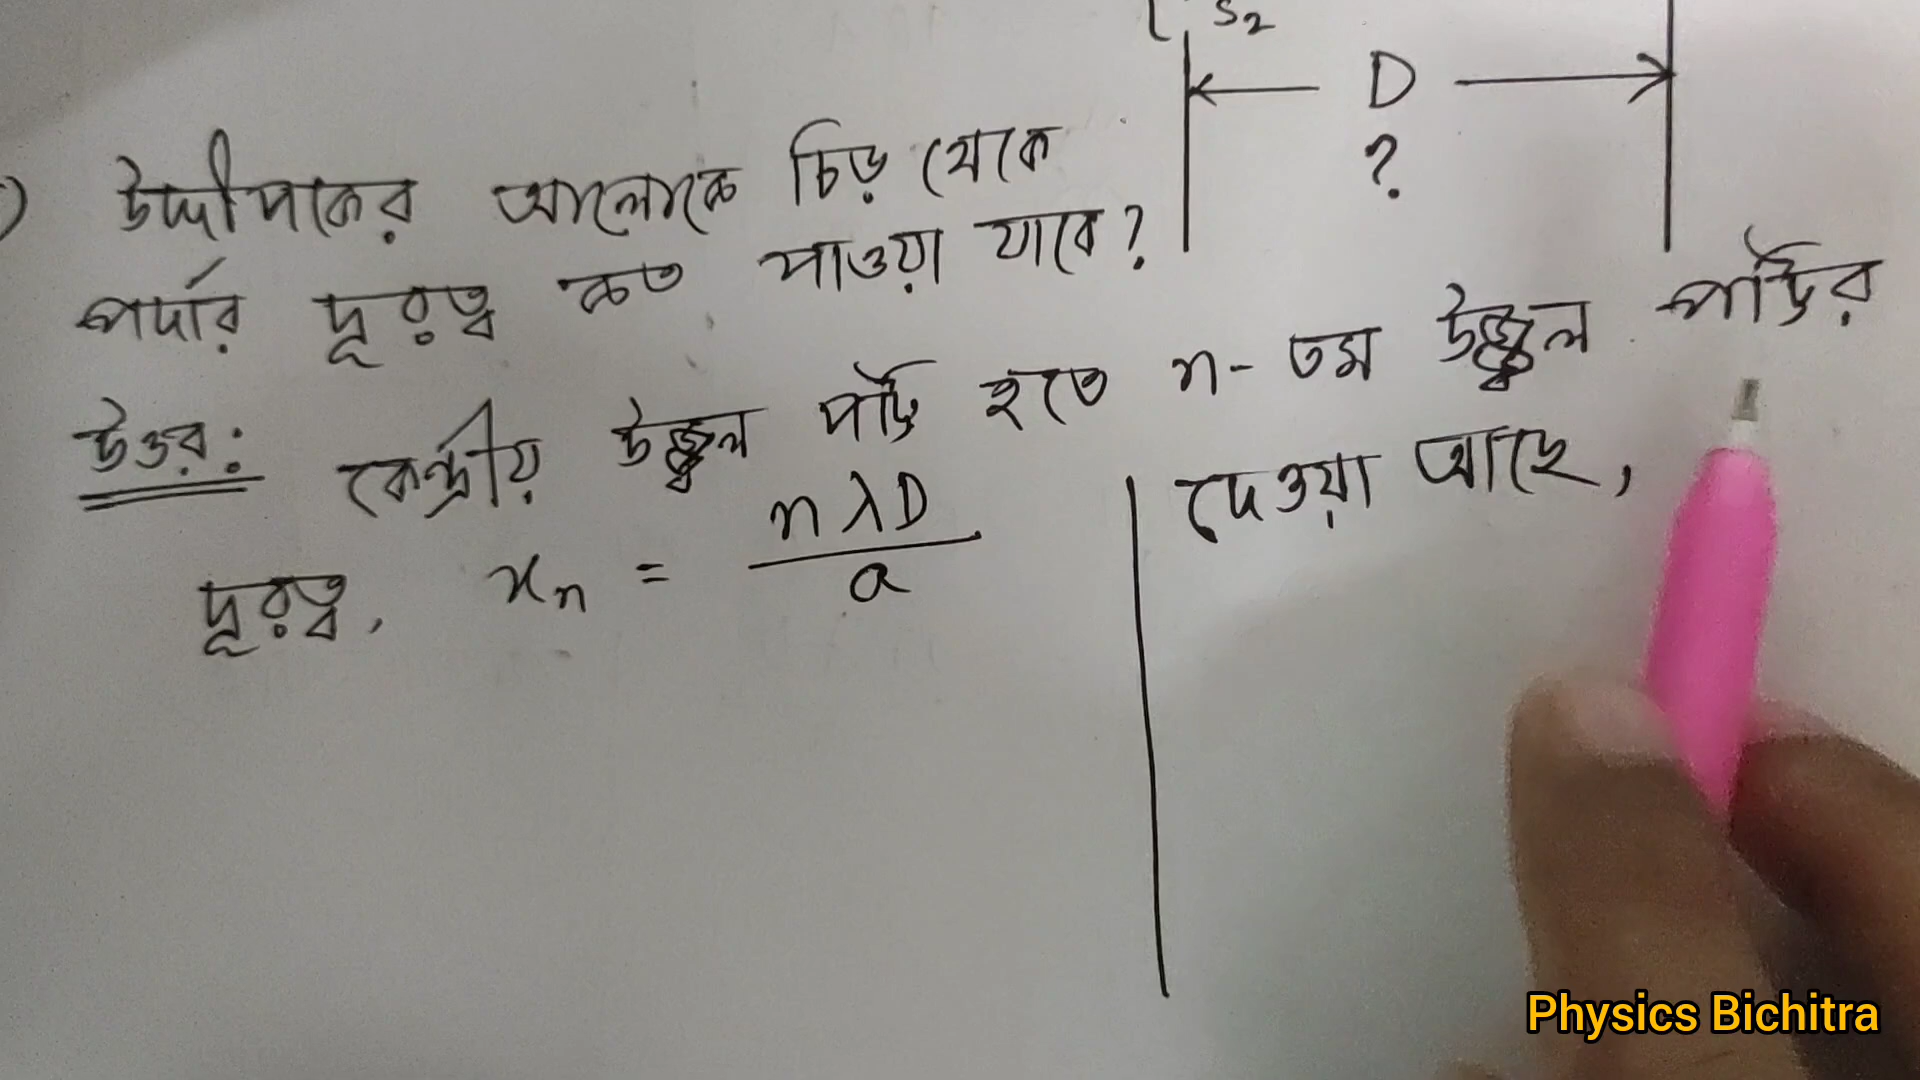 S₂
D
?
) উদ্দীপকের আলোকে চিড় থেকে
পর্দার দূরত্ব কত পাওয়া যাবে?
উত্তর: কেন্দ্রীয় উজ্জ্বল পট্টি হতে n-তম উজ্জ্বল পট্টির
দূরত্ব, xₙ = nλD/a
দেওয়া আছে,
Physics Bichitra